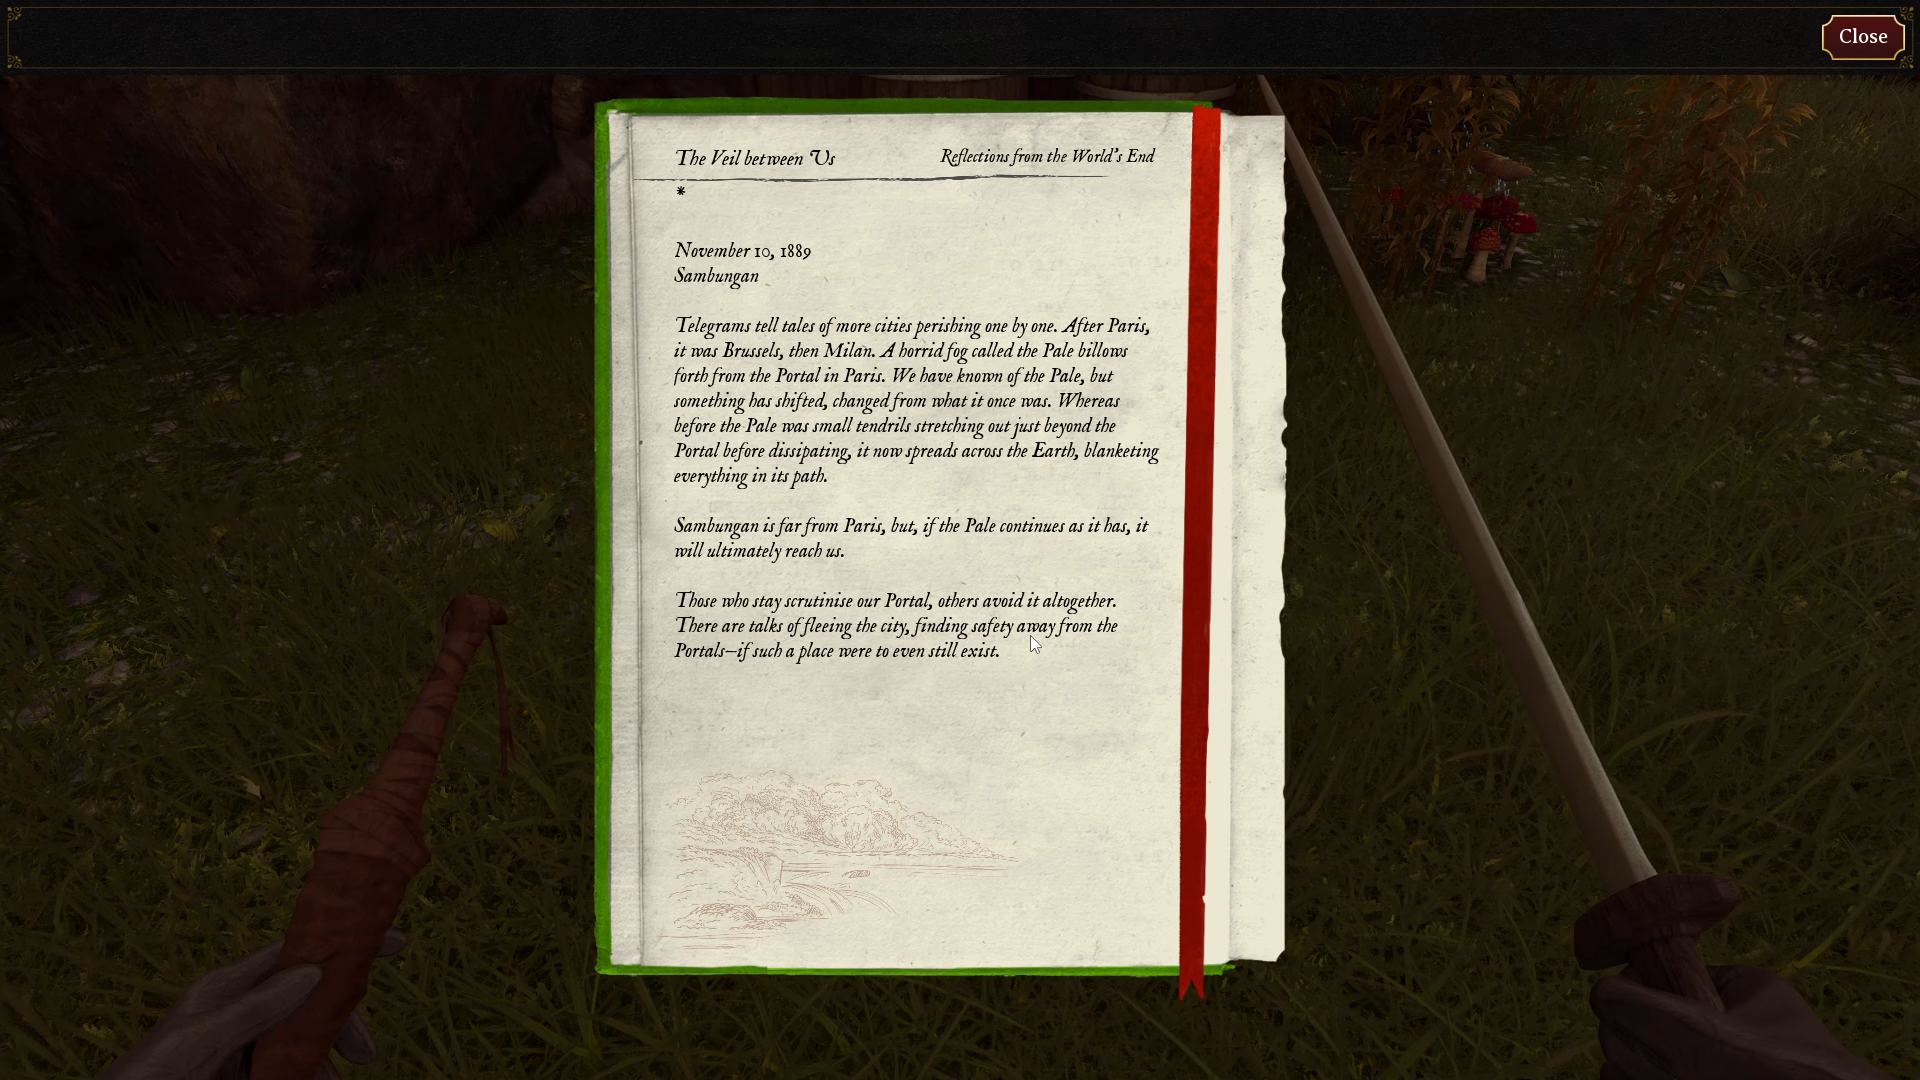 Close
The Veil between Us
Reflections from the World's End
*
November 10, 1889
Sambungan
Telegrams tell tales of more cities perishing one by one. After Paris,
it was Brussels, then Milan. A horrid fog called the Pale billows
forth from the Portal in Paris. We have known of the Pale, but
something has shifted, changed from what it once was. Whereas
before the Pale was small tendrils stretching out just beyond the
Portal before dissipating, it now spreads across the Earth, blanketing
everything in its path.
Sambungan is far from Paris, but, if the Pale continues as it has, it
will ultimately reach us.
Those who stay scrutinise our Portal, others avoid it altogether.
There are talks of fleeing the city, finding safety away from the
Portals—if such a place were to even still exist.